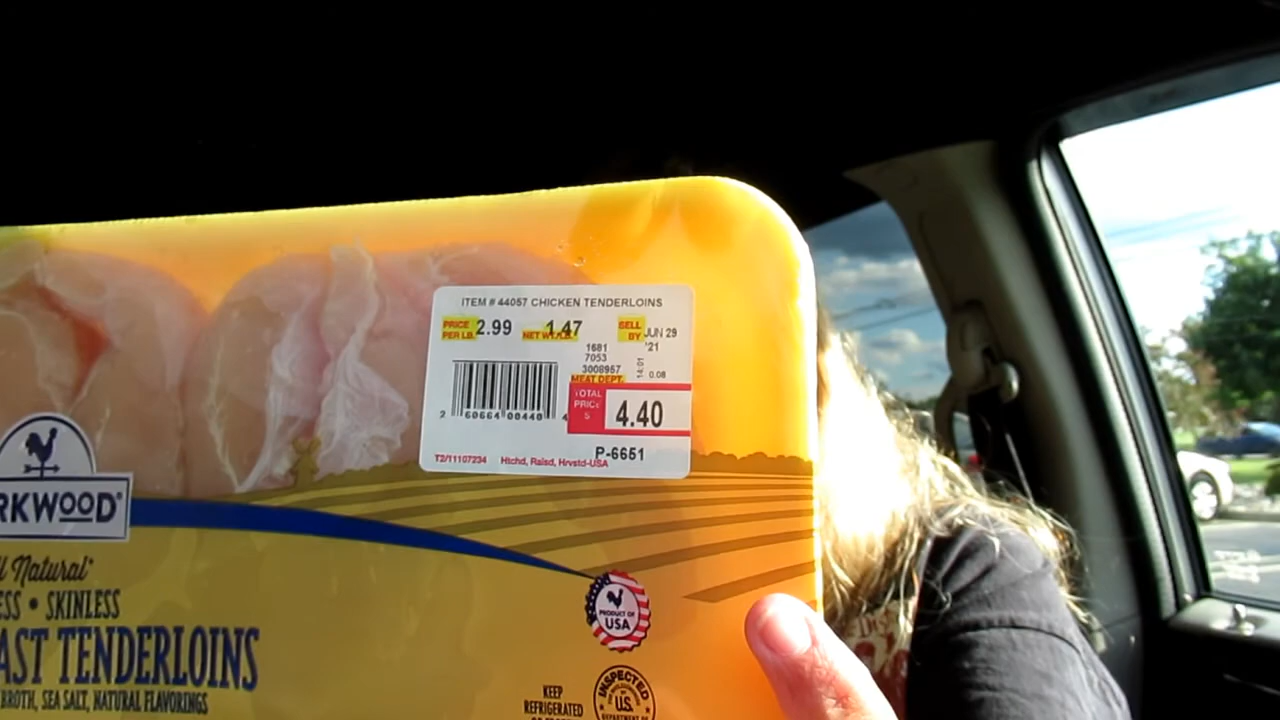 ITEM # 44057 CHICKEN TENDERLOINS
PRICE PER LB. 2.99 NET WT./LB. 1.47 SELL BY JUN 29 '21
1681
7053
3008957
14:01 0.08
MEAT DEPT.
TOTAL PRICE $ 4.40
2 60664 00440 4
P-6651
T2/11107234 Htchd, Raisd, Hrvstd-USA
RKWOOD®
l Natural*
ESS • SKINLESS
AST TENDERLOINS
BROTH, SEA SALT, NATURAL FLAVORINGS
PRODUCT OF
USA
KEEP
REFRIGERATED
INSPECTED
U.S.
DEPARTMENT OF